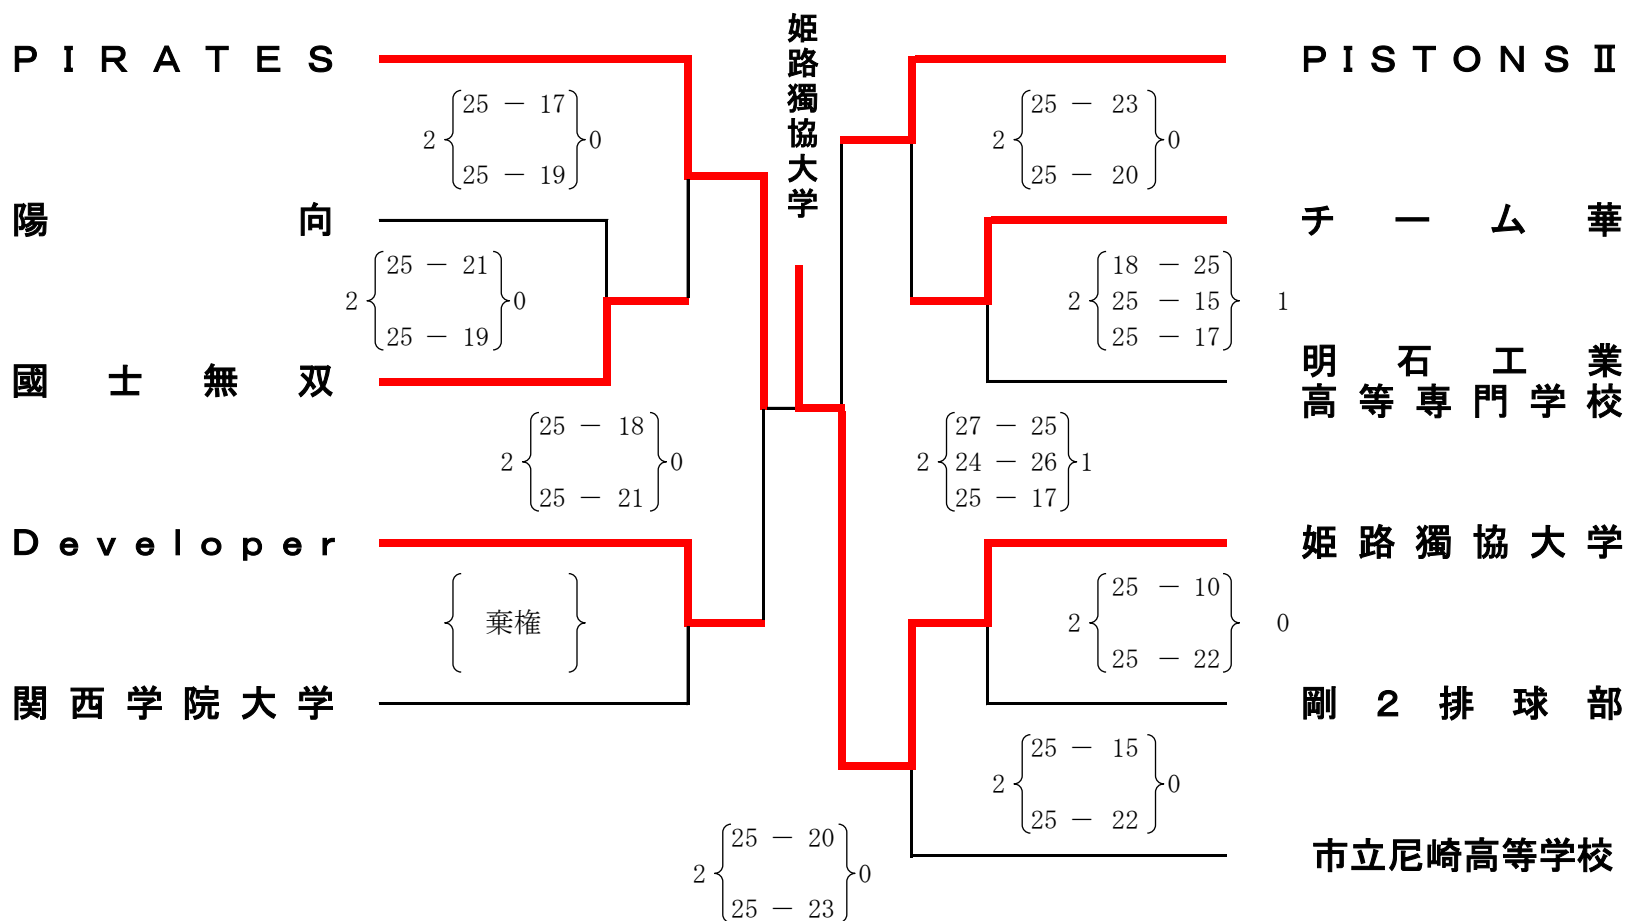 姫路獨協大学
PIRATES
PISTONSⅡ
25 － 17
2 0
25 － 19
25 － 23
2 0
25 － 20
陽向
チーム華
25 － 21
2 0
25 － 19
18 － 25
2 25 － 15 1
25 － 17
國士無双
明石工業
高等専門学校
25 － 18
2 0
25 － 21
27 － 25
2 24 － 26 1
25 － 17
Developer
姫路獨協大学
棄権
25 － 10
2 0
25 － 22
関西学院大学
剛２排球部
25 － 15
2 0
25 － 22
市立尼崎高等学校
25 － 20
2 0
25 － 23